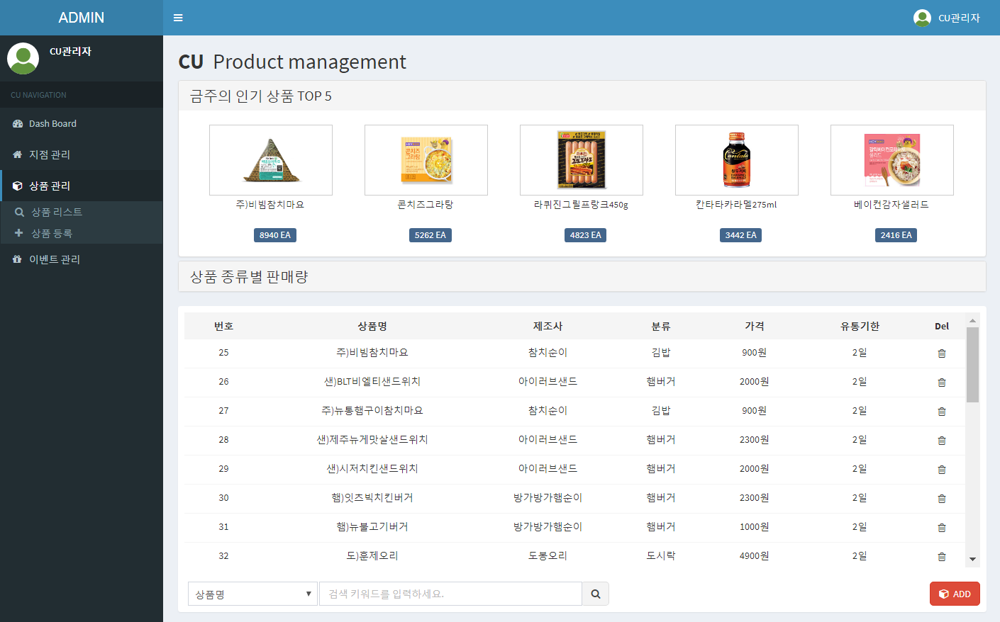 ADMIN
CU관리자
CU관리자
CU NAVIGATION
Dash Board
지점 관리
상품 관리
상품 리스트
상품 등록
이벤트 관리
CU Product management
금주의 인기 상품 TOP 5
콘치즈
그라탕
주)비빔참치마요
콘치즈그라탕
라퀴진그릴프랑크450g
칸타타카라멜275ml
베이컨감자샐러드
8940 EA
5262 EA
4823 EA
3442 EA
2416 EA
상품 종류별 판매량
번호 상품명 제조사 분류 가격 유통기한 Del
25 주)비빔참치마요 참치순이 김밥 900원 2일
26 샌)BLT비엘티샌드위치 아이러브샌드 햄버거 2000원 2일
27 주)뉴통햄구이참치마요 참치순이 김밥 900원 2일
28 샌)제주뉴게맛살샌드위치 아이러브샌드 햄버거 2300원 2일
29 샌)시저치킨샌드위치 아이러브샌드 햄버거 2000원 2일
30 햄)잇츠빅치킨버거 방가방가햄순이 햄버거 2300원 2일
31 햄)뉴불고기버거 방가방가햄순이 햄버거 1000원 2일
32 도)훈제오리 도봉오리 도시락 4900원 2일
상품명
검색 키워드를 입력하세요.
ADD